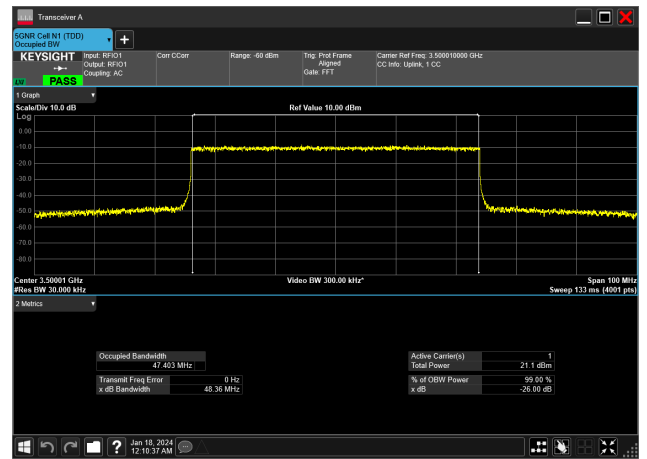 Transceiver A
5GNR Cell N1 (TDD)
Occupied BW
KEYSIGHT
LW PASS
Input: RFIO1
Output: RFIO1
Coupling: AC
Corr CCorr
Range: -60 dBm
Trig: Prot Frame
Aligned
Gate: FFT
Carrier Ref Freq: 3.500010000 GHz
CC Info: Uplink, 1 CC
1 Graph
Scale/Div 10.0 dB
Ref Value 10.00 dBm
Log
0.00
-10.0
-20.0
-30.0
-40.0
-50.0
-60.0
-70.0
-80.0
Center 3.50001 GHz
Video BW 300.00 kHz*
Span 100 MHz
#Res BW 30.000 kHz
Sweep 133 ms (4001 pts)
2 Metrics
Occupied Bandwidth
47.403 MHz
Transmit Freq Error 0 Hz
x dB Bandwidth 48.36 MHz
Active Carrier(s) 1
Total Power 21.1 dBm
% of OBW Power 99.00 %
x dB -26.00 dB
Jan 18, 2024
12:10:37 AM